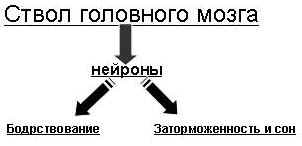 Ствол головного мозга
нейроны
Бодрствование Заторможенность и сон